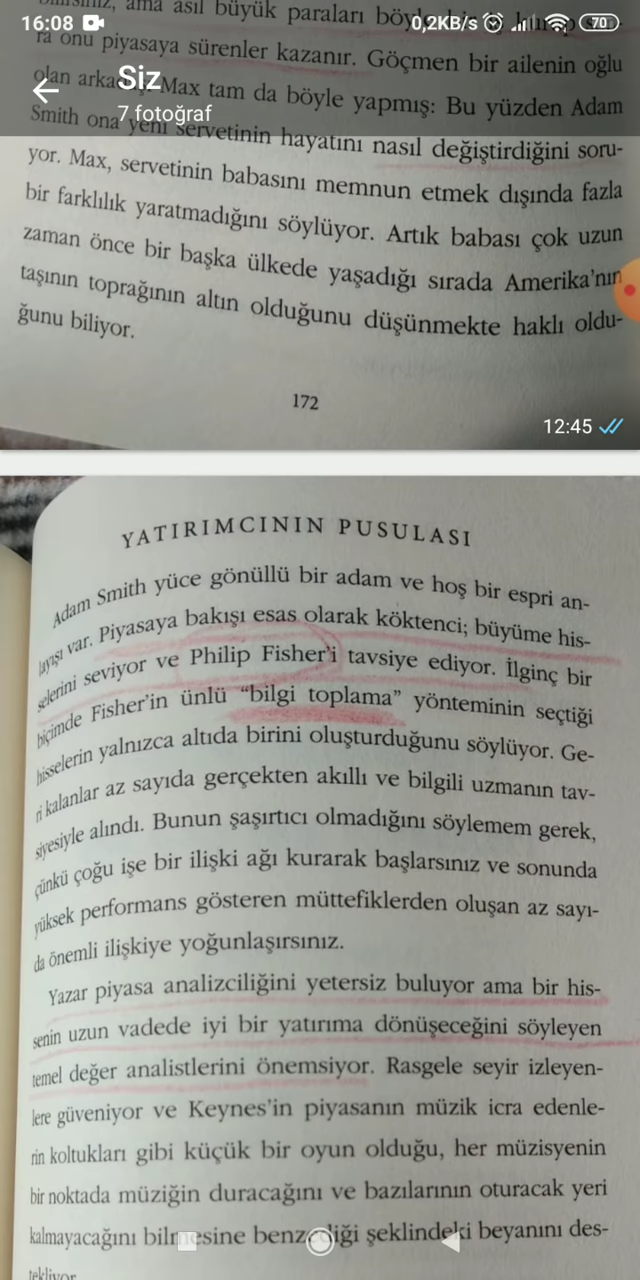 16:08
0,2KB/s
70
Siz
7 fotoğraf
ama asıl büyük paraları
ra onu piyasaya sürenler kazanır. Göçmen bir ailenin oğlu
olan Max tam da böyle yapmış: Bu yüzden Adam
Smith ona yeni servetinin hayatını nasıl değiştirdiğini soru-
yor. Max, servetinin babasını memnun etmek dışında fazla
bir farklılık yaratmadığını söylüyor. Artık babası çok uzun
zaman önce bir başka ülkede yaşadığı sırada Amerika'nın
taşının toprağının altın olduğunu düşünmekte haklı oldu-
ğunu biliyor.
172
12:45
YATIRIMCININ PUSULASI
Adam Smith yüce gönüllü bir adam ve hoş bir espri an-
layışı var. Piyasaya bakışı esas olarak köktenci; büyüme his-
selerini seviyor ve Philip Fisher'i tavsiye ediyor. İlginç bir
biçimde Fisher'in ünlü “bilgi toplama” yönteminin seçtiği
hisselerin yalnızca altıda birini oluşturduğunu söylüyor. Ge-
ri kalanlar az sayıda gerçekten akıllı ve bilgili uzmanın tav-
siyesiyle alındı. Bunun şaşırtıcı olmadığını söylemem gerek,
çünkü çoğu işe bir ilişki ağı kurarak başlarsınız ve sonunda
yüksek performans gösteren müttefiklerden oluşan az sayı-
da önemli ilişkiye yoğunlaşırsınız.
Yazar piyasa analizciliğini yetersiz buluyor ama bir his-
senin uzun vadede iyi bir yatırıma dönüşeceğini söyleyen
temel değer analistlerini önemsiyor. Rasgele seyir izleyen-
lere güveniyor ve Keynes'in piyasanın müzik icra edenle-
rin koltukları gibi küçük bir oyun olduğu, her müzisyenin
bir noktada müziğin duracağını ve bazılarının oturacak yeri
kalmayacağını bilmesine benzediği şeklindeki beyanını des-
tekliyor